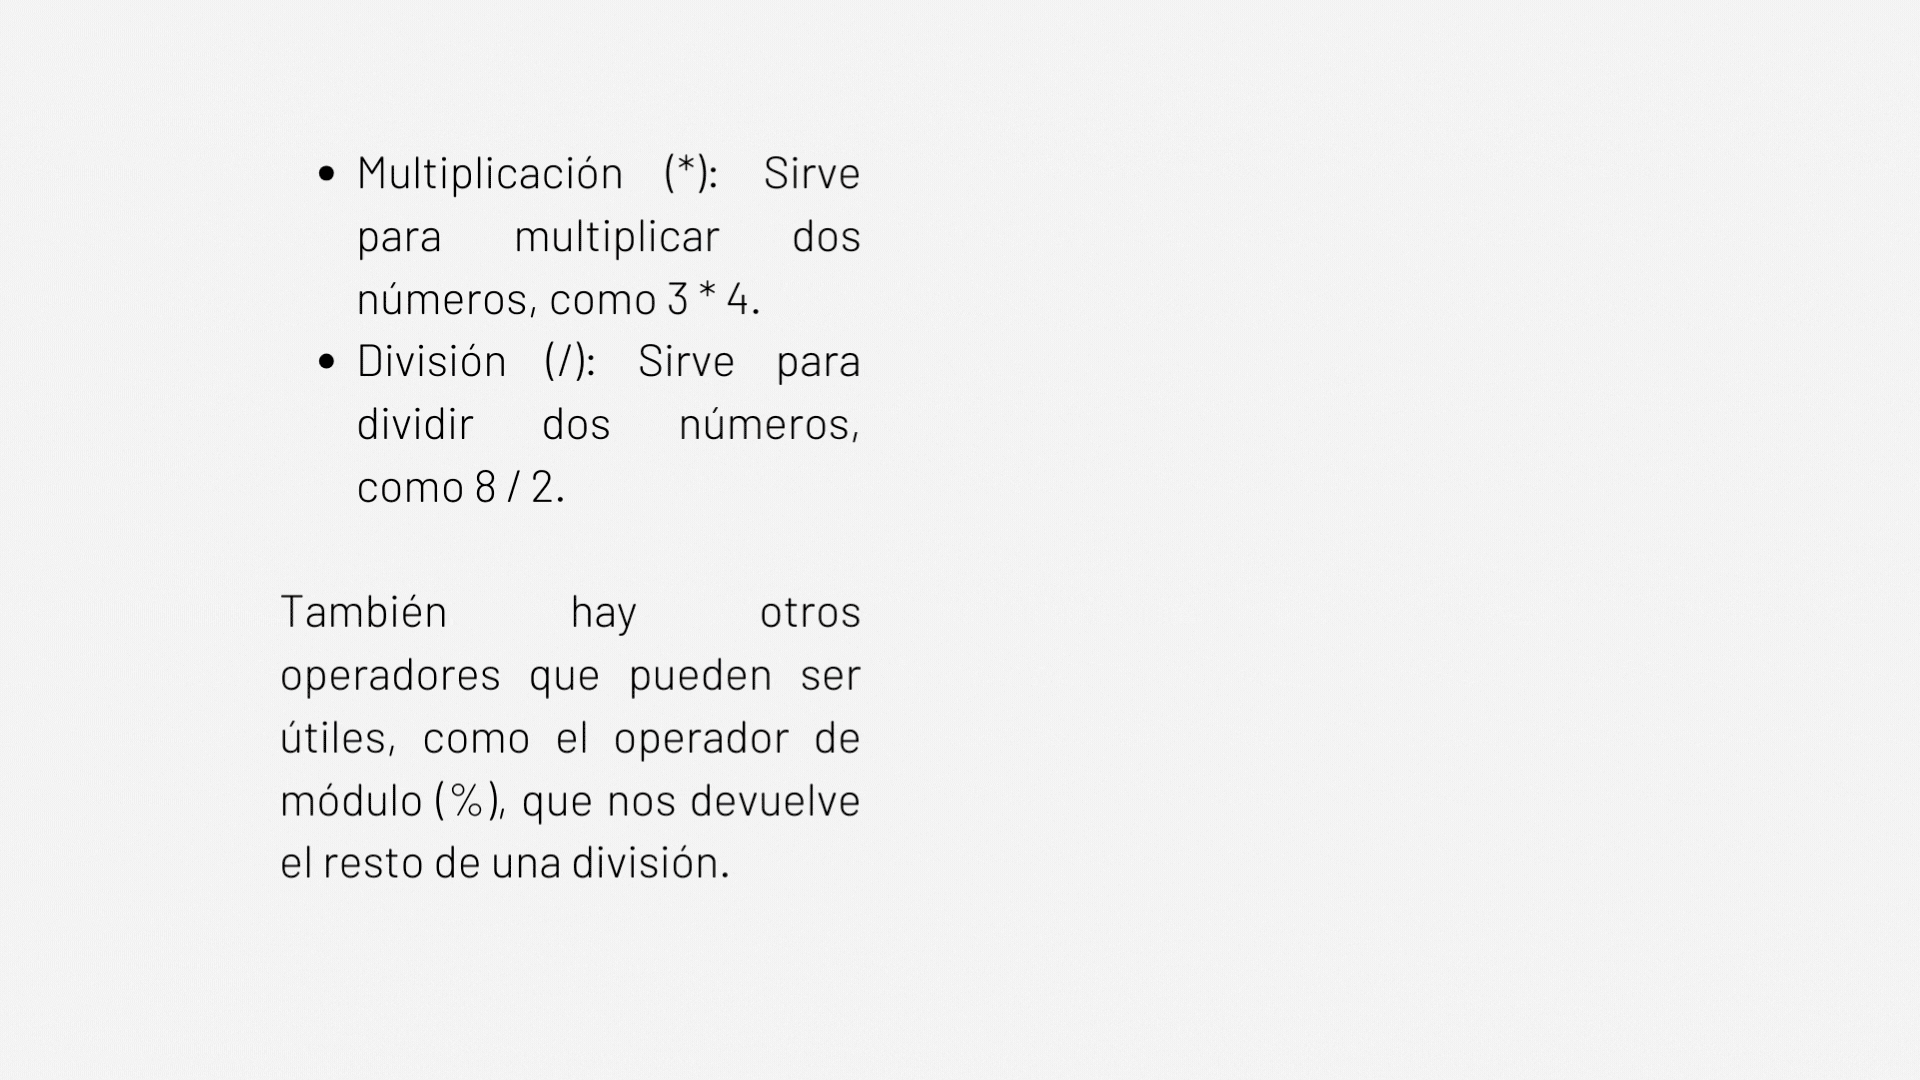 • Multiplicación (*): Sirve
para multiplicar dos
números, como 3 * 4.
• División (/): Sirve para
dividir dos números,
como 8 / 2.
También hay otros
operadores que pueden ser
útiles, como el operador de
módulo (%), que nos devuelve
el resto de una división.